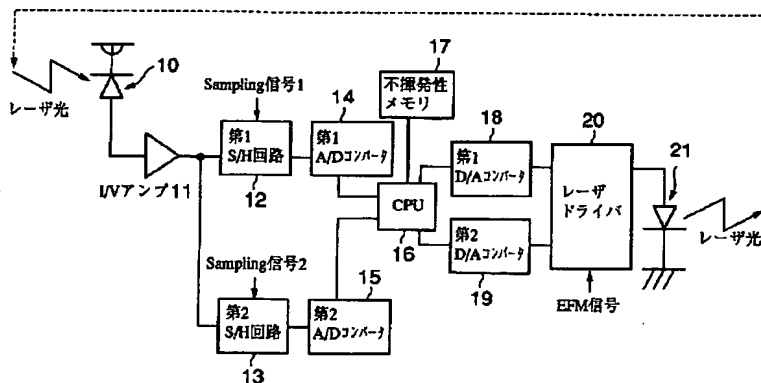 17
不揮発性
メモリ
10
レーザ光
Sampling信号1
14
第1
S/H回路
12
第1
A/Dコンバータ
I/Vアンプ11
CPU
16
18
第1
D/Aコンバータ
第2
D/Aコンバータ
19
20
レーザ
ドライバ
EFM信号
21
レーザ光
Sampling信号2
15
第2
S/H回路
13
第2
A/Dコンバータ